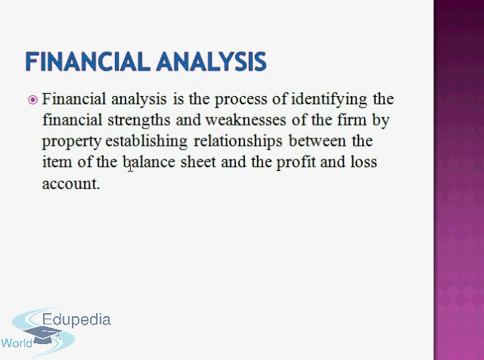 FINANCIAL ANALYSIS
Financial analysis is the process of identifying the
financial strengths and weaknesses of the firm by
property establishing relationships between the
item of the balance sheet and the profit and loss
account.
Edupedia
World